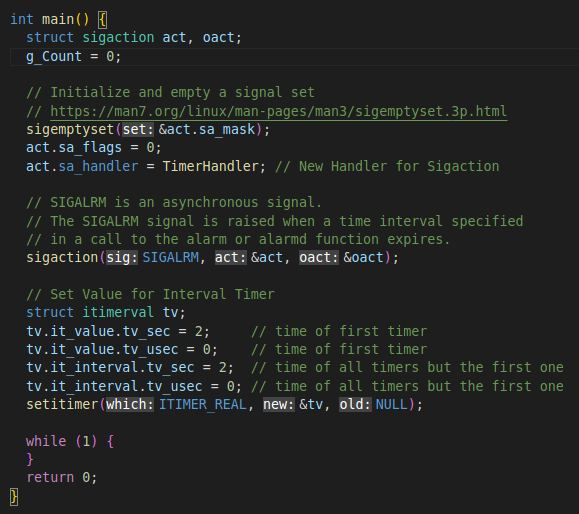 int main() {
struct sigaction act, oact;
g_Count = 0;
// Initialize and empty a signal set
// https://man7.org/linux/man-pages/man3/sigemptyset.3p.html
sigemptyset(set: &act.sa_mask);
act.sa_flags = 0;
act.sa_handler = TimerHandler; // New Handler for Sigaction
// SIGALRM is an asynchronous signal.
// The SIGALRM signal is raised when a time interval specified
// in a call to the alarm or alarmd function expires.
sigaction(sig: SIGALRM, act: &act, oact: &oact);
// Set Value for Interval Timer
struct itimerval tv;
tv.it_value.tv_sec = 2;     // time of first timer
tv.it_value.tv_usec = 0;    // time of first timer
tv.it_interval.tv_sec = 2;  // time of all timers but the first one
tv.it_interval.tv_usec = 0; // time of all timers but the first one
setitimer(which: ITIMER_REAL, new: &tv, old: NULL);
while (1) {
}
return 0;
}